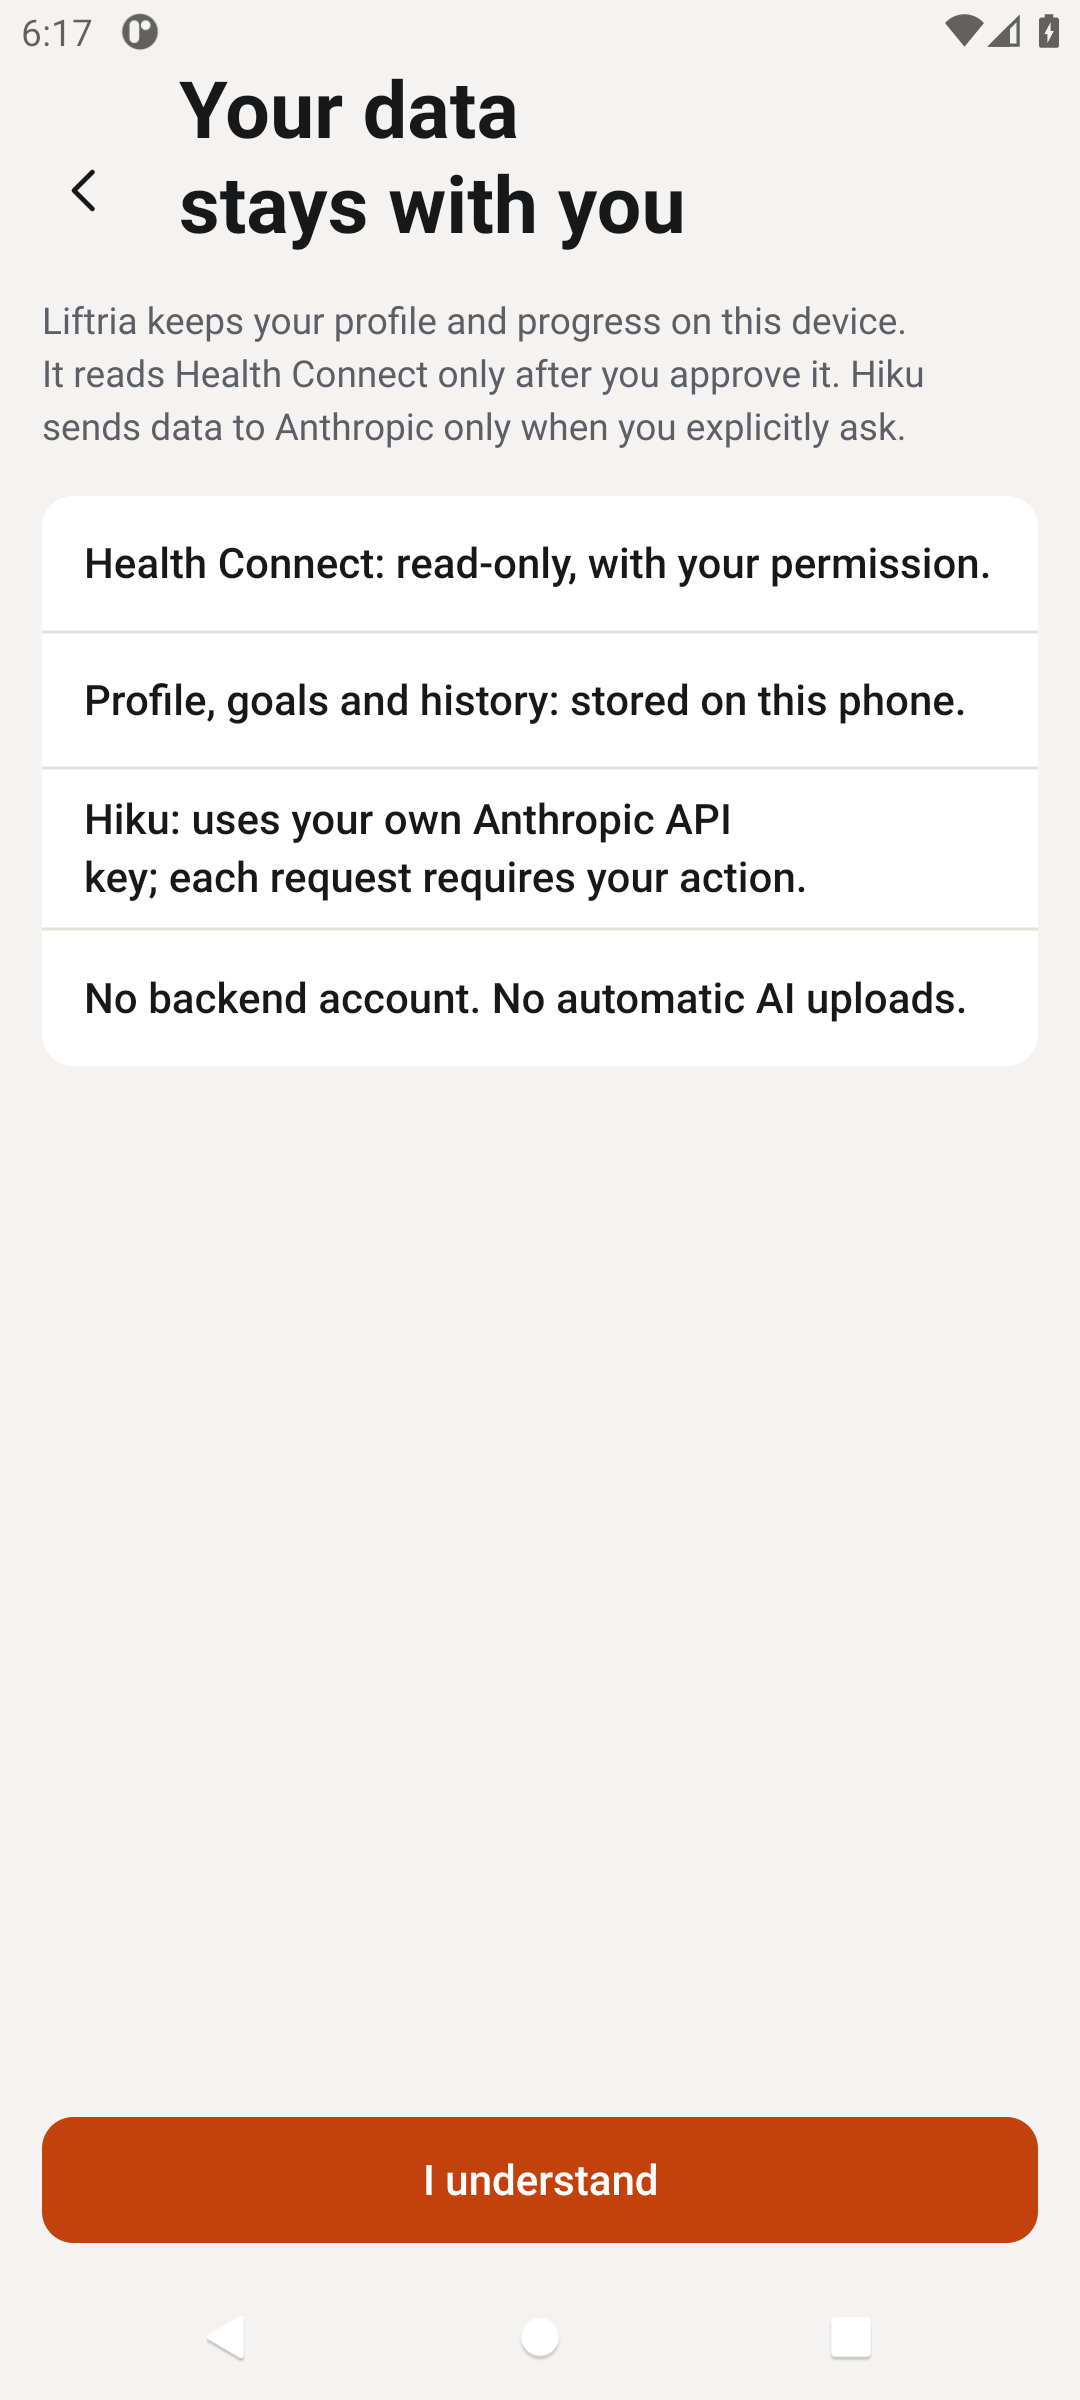 6:17
Your data
stays with you
Liftria keeps your profile and progress on this device.
It reads Health Connect only after you approve it. Hiku
sends data to Anthropic only when you explicitly ask.
Health Connect: read-only, with your permission.
Profile, goals and history: stored on this phone.
Hiku: uses your own Anthropic API
key; each request requires your action.
No backend account. No automatic AI uploads.
I understand